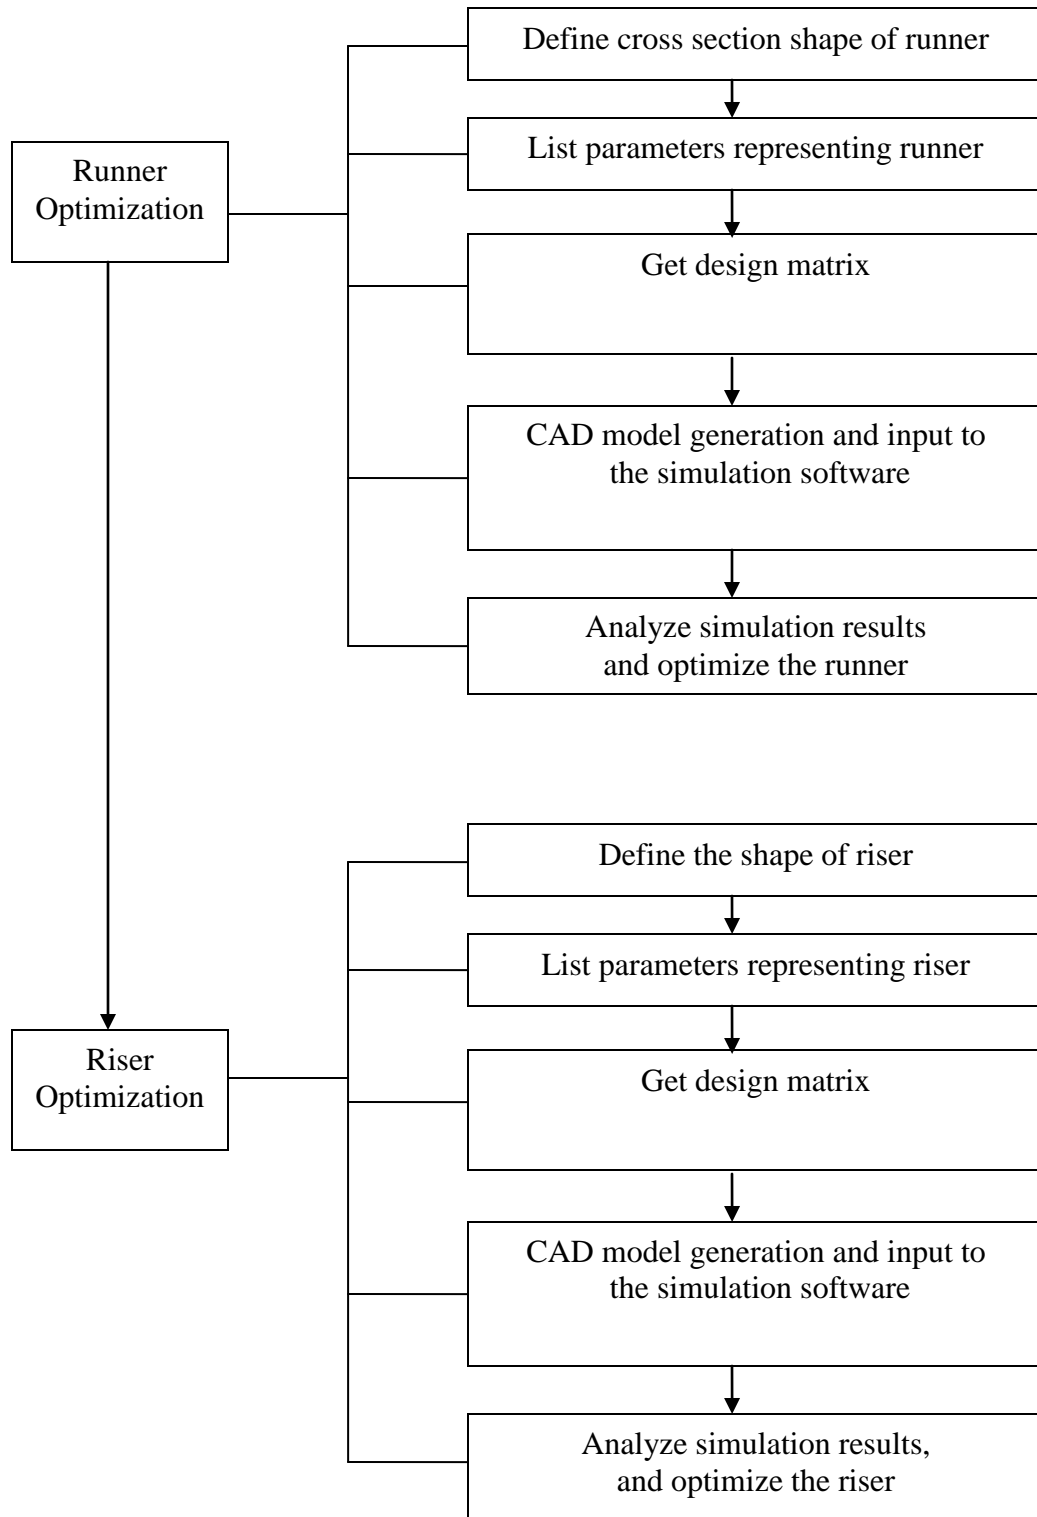 Define cross section shape of runner
List parameters representing runner
Runner
Optimization
Get design matrix
CAD model generation and input to
the simulation software
Analyze simulation results
and optimize the runner
Define the shape of riser
List parameters representing riser
Riser
Optimization
Get design matrix
CAD model generation and input to
the simulation software
Analyze simulation results,
and optimize the riser